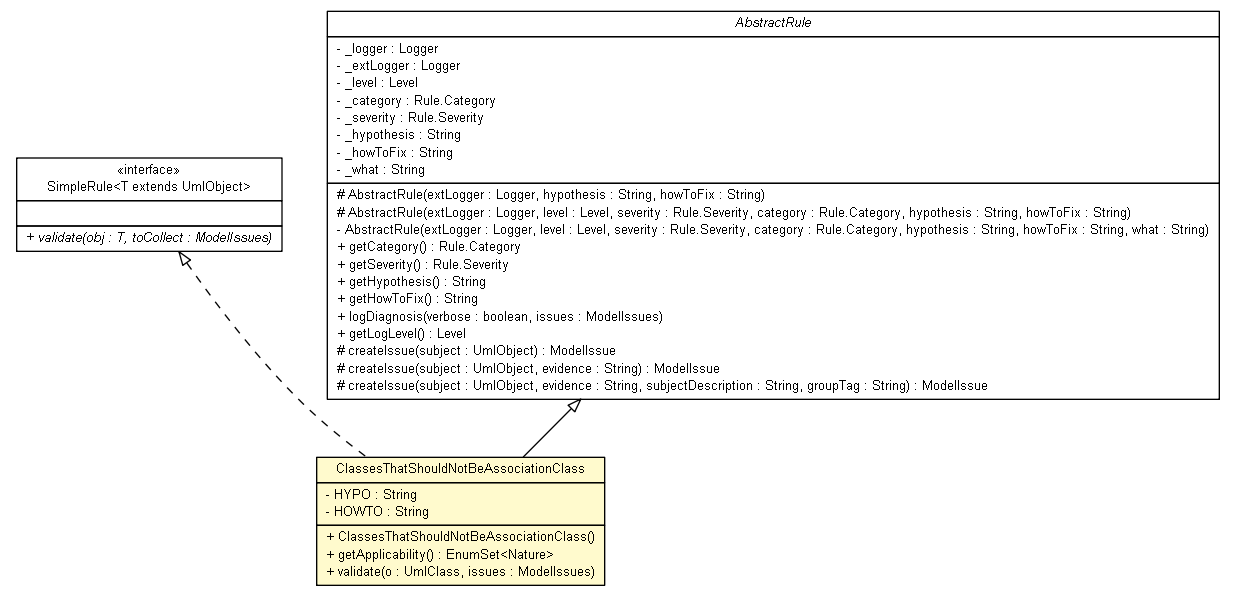 AbstractRule
- _logger : Logger
- _extLogger : Logger
- _level : Level
- _category : Rule.Category
- _severity : Rule.Severity
- _hypothesis : String
- _howToFix : String
- _what : String
# AbstractRule(extLogger : Logger, hypothesis : String, howToFix : String)
# AbstractRule(extLogger : Logger, level : Level, severity : Rule.Severity, category : Rule.Category, hypothesis : String, howToFix : String)
- AbstractRule(extLogger : Logger, level : Level, severity : Rule.Severity, category : Rule.Category, hypothesis : String, howToFix : String, what : String)
+ getCategory() : Rule.Category
+ getSeverity() : Rule.Severity
+ getHypothesis() : String
+ getHowToFix() : String
+ logDiagnosis(verbose : boolean, issues : ModelIssues)
+ getLogLevel() : Level
# createIssue(subject : UmlObject) : ModelIssue
# createIssue(subject : UmlObject, evidence : String) : ModelIssue
# createIssue(subject : UmlObject, evidence : String, subjectDescription : String, groupTag : String) : ModelIssue
«interface»
SimpleRule<T extends UmlObject>
+ validate(obj : T, toCollect : ModelIssues)
ClassesThatShouldNotBeAssociationClass
- HYPO : String
- HOWTO : String
+ ClassesThatShouldNotBeAssociationClass()
+ getApplicability() : EnumSet<Nature>
+ validate(o : UmlClass, issues : ModelIssues)